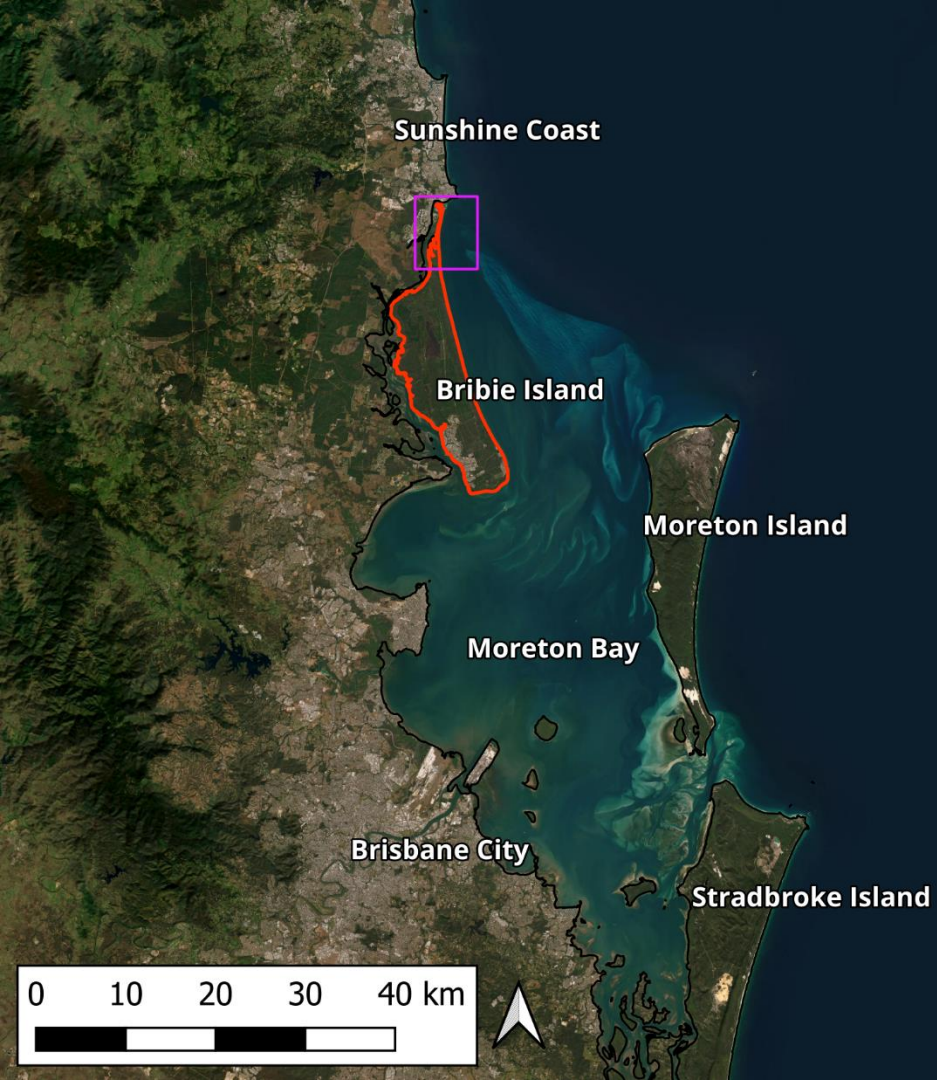 Sunshine Coast
Bribie Island
Moreton Island
Moreton Bay
Brisbane City
Stradbroke Island
0 10 20 30 40 km